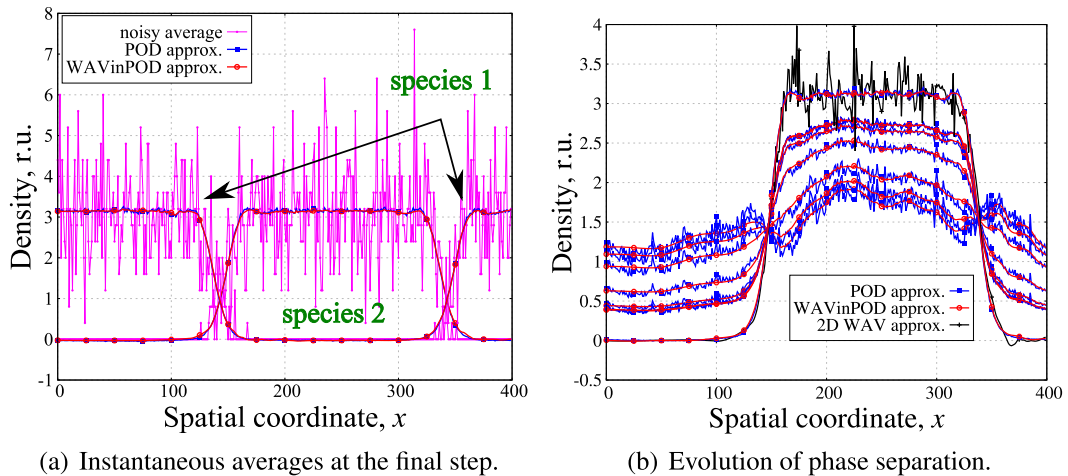 8
7
6
5
4
3
2
1
0
-1
noisy average
POD approx.
WAVinPOD approx.
species 1
species 2
Density, r.u.
0 100 200 300 400
Spatial coordinate, x
(a) Instantaneous averages at the final step.
4
3.5
3
2.5
2
1.5
1
0.5
0
-0.5
Density, r.u.
POD approx.
WAVinPOD approx.
2D WAV approx.
0 100 200 300 400
Spatial coordinate, x
(b) Evolution of phase separation.